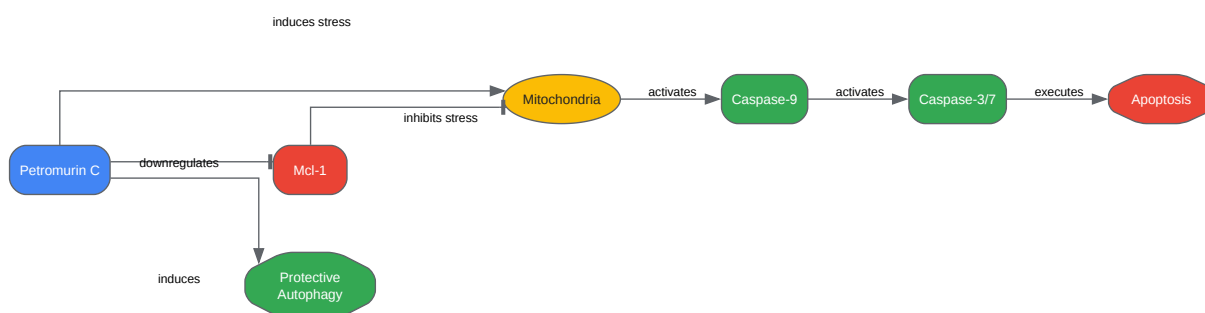 induces stress
Mitochondria
activates
Caspase-9
activates
Caspase-3/7
executes
Apoptosis
inhibits stress
Petromurin C
downregulates
Mcl-1
induces
Protective
Autophagy